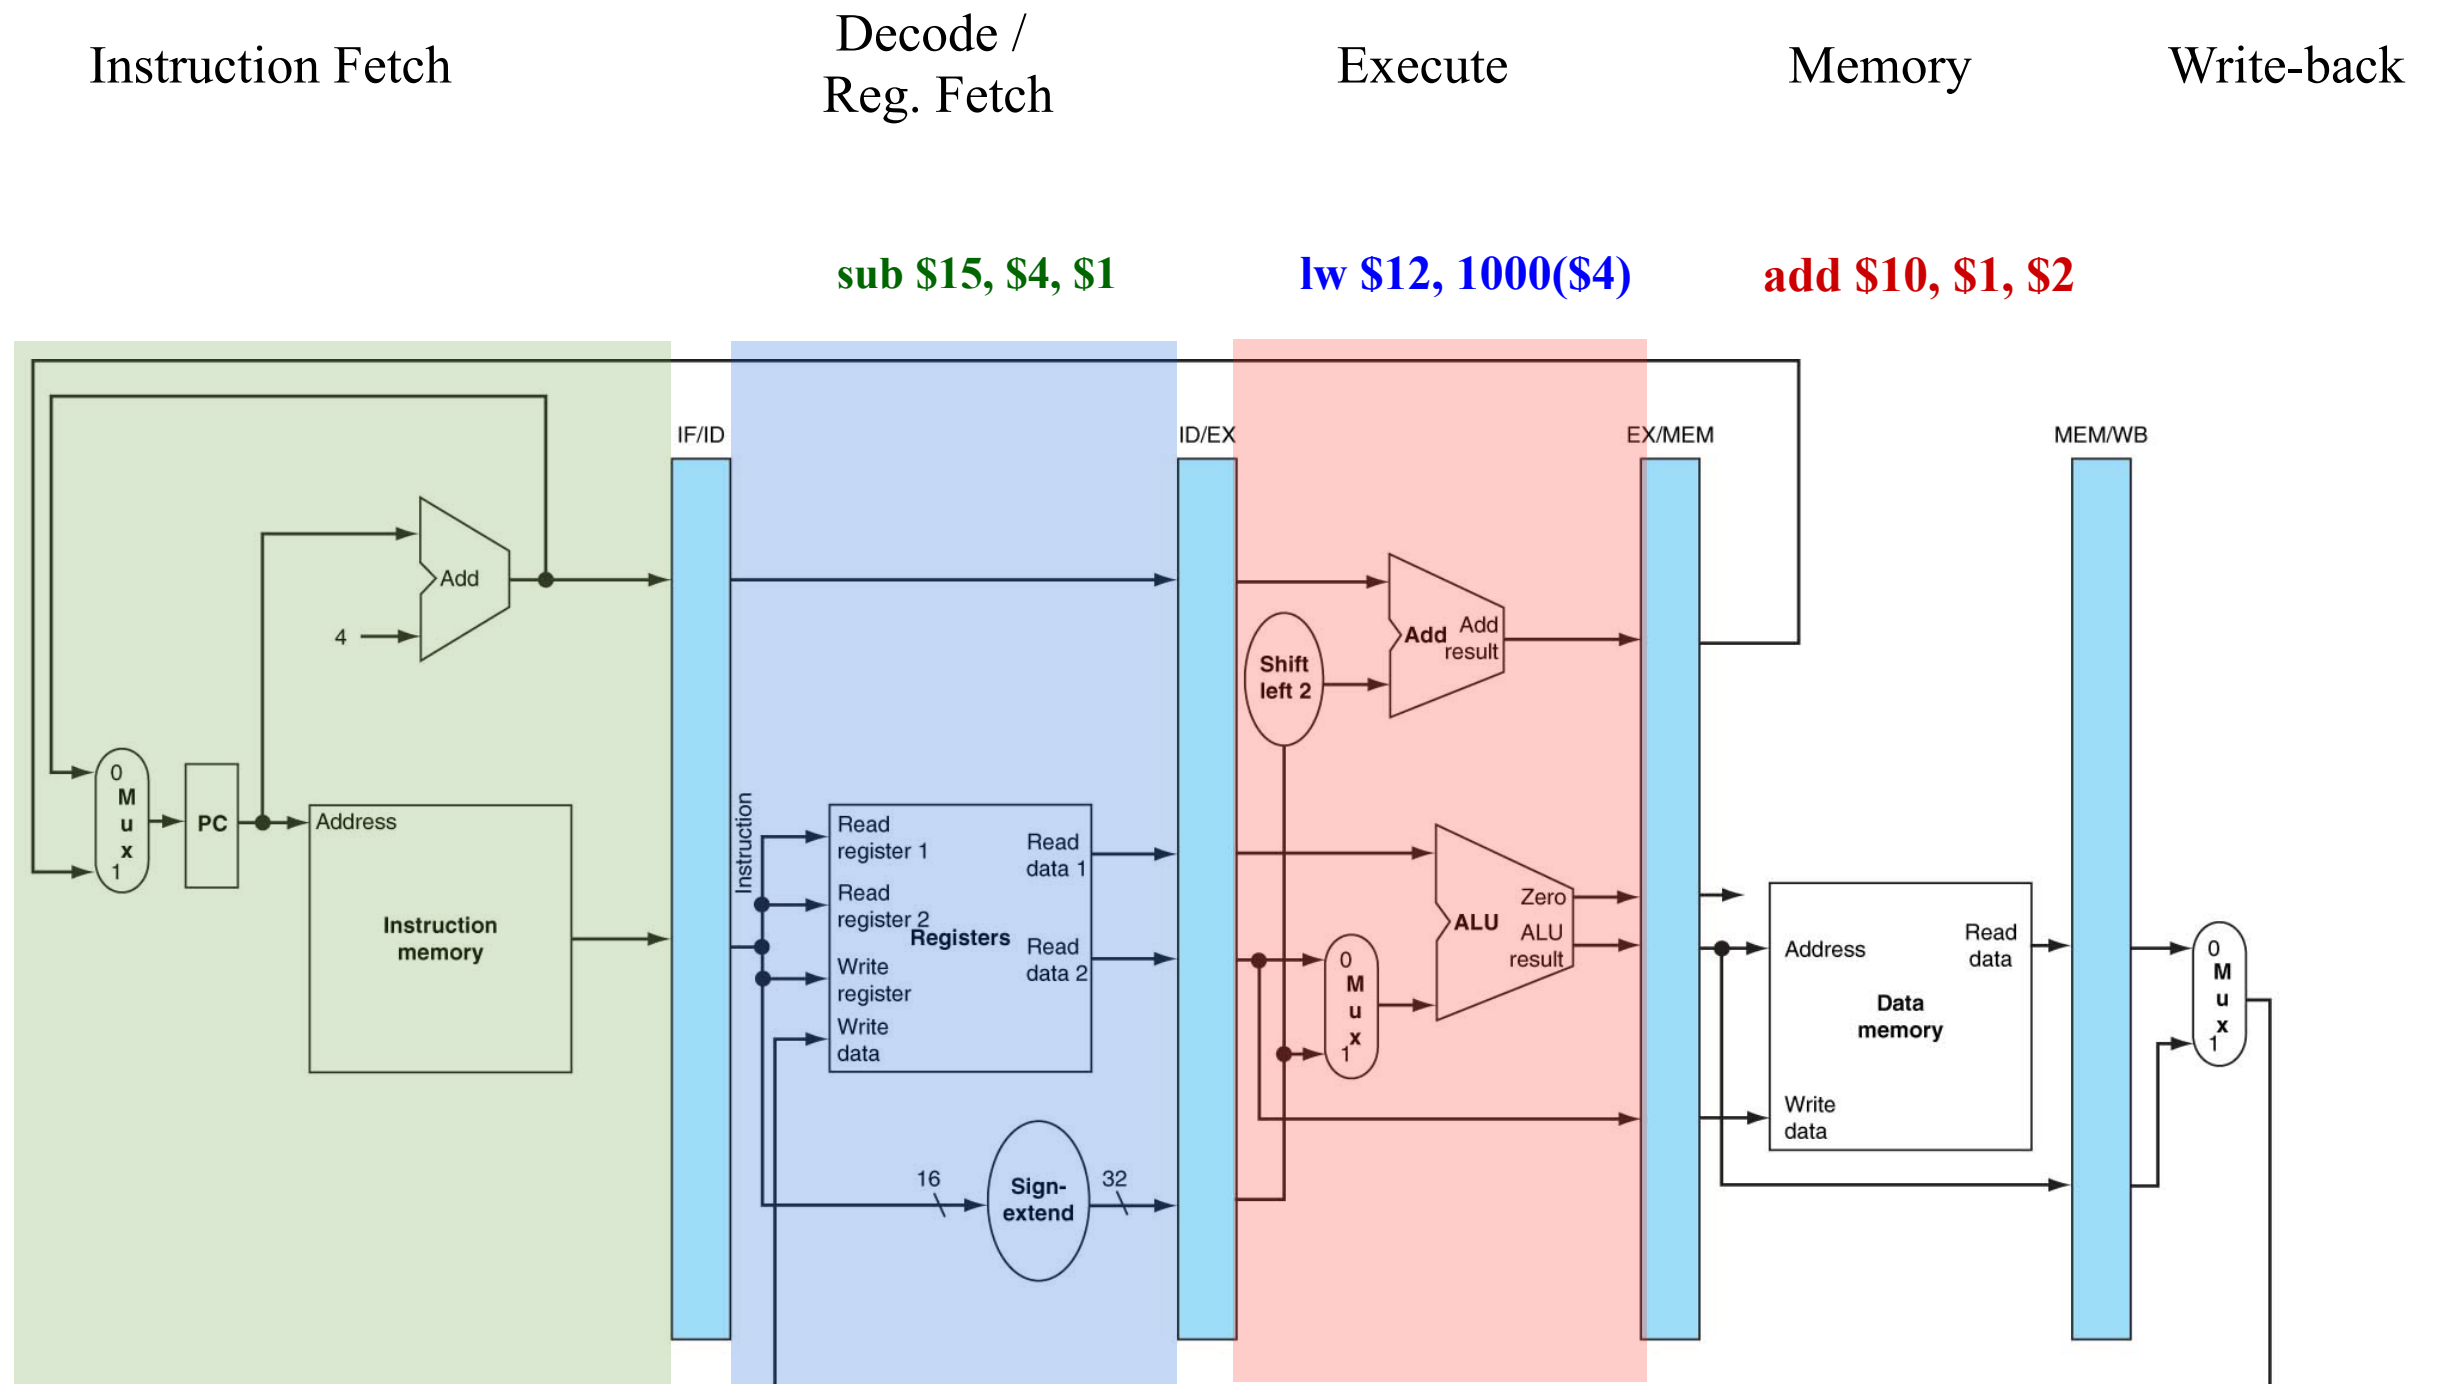 Instruction Fetch
Decode /
Reg. Fetch
Execute
Memory
Write-back
sub $15, $4, $1
lw $12, 1000($4)
add $10, $1, $2
IF/ID
ID/EX
EX/MEM
MEM/WB
Add
4
0
M
u
x
1
PC
Address
Instruction
memory
Instruction
Read
register 1
Read
register 2
Registers
Write
register
Write
data
Read
data 1
Read
data 2
16
Sign-
extend
32
Shift
left 2
Add
Add
result
0
M
u
x
1
ALU
Zero
ALU
result
Address
Read
data
Data
memory
Write
data
0
M
u
x
1